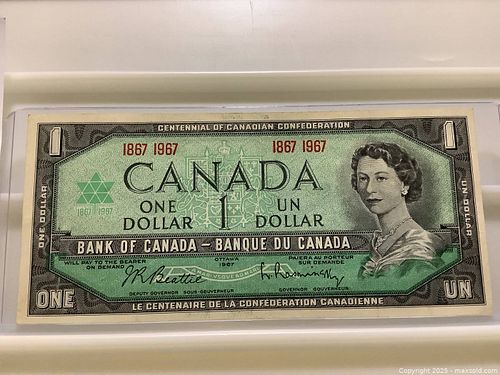 CENTENNIAL OF CANADIAN CONFEDERATION
1
1867 1967
1867 1967
1
CANADA
1867 1967
ONE DOLLAR
1
UN DOLLAR
ONE DOLLAR
UN DOLLAR
BANK OF CANADA – BANQUE DU CANADA
WILL PAY TO THE BEARER ON DEMAND
OTTAWA 1967
PAIERA AU PORTEUR SUR DEMANDE
J R Beattie
L Rasminsky
DEPUTY GOVERNOR SOUS-GOUVERNEUR
GOVERNOR GOUVERNEUR
ONE
UN
LE CENTENAIRE DE LA CONFÉDÉRATION CANADIENNE
Copyright 2025 - maxsold.com